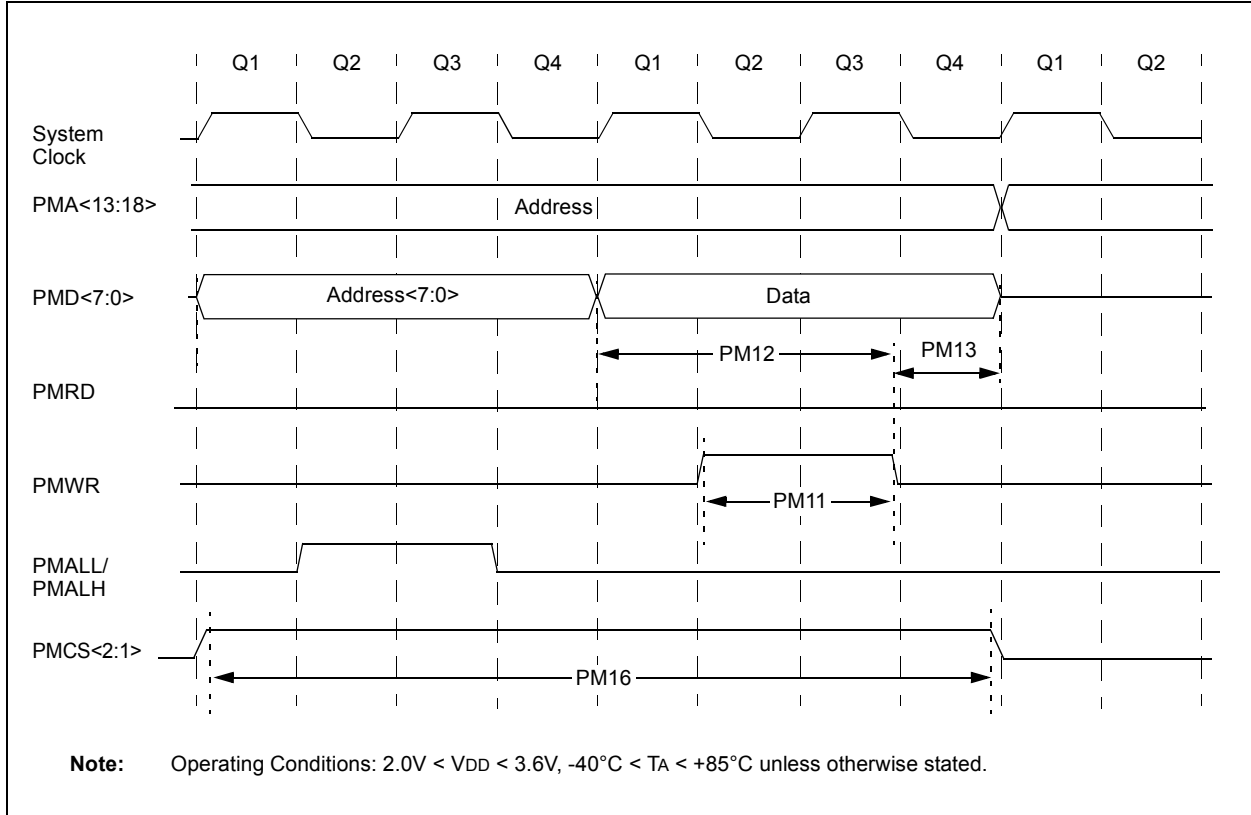 Q1 Q2 Q3 Q4 Q1 Q2 Q3 Q4 Q1 Q2
System
Clock
PMA<13:18>
Address
PMD<7:0>
Address<7:0>
Data
PM12
PM13
PMRD
PMWR
PM11
PMALL/
PMALH
PMCS<2:1>
PM16
Note: Operating Conditions: 2.0V < VDD < 3.6V, -40°C < TA < +85°C unless otherwise stated.